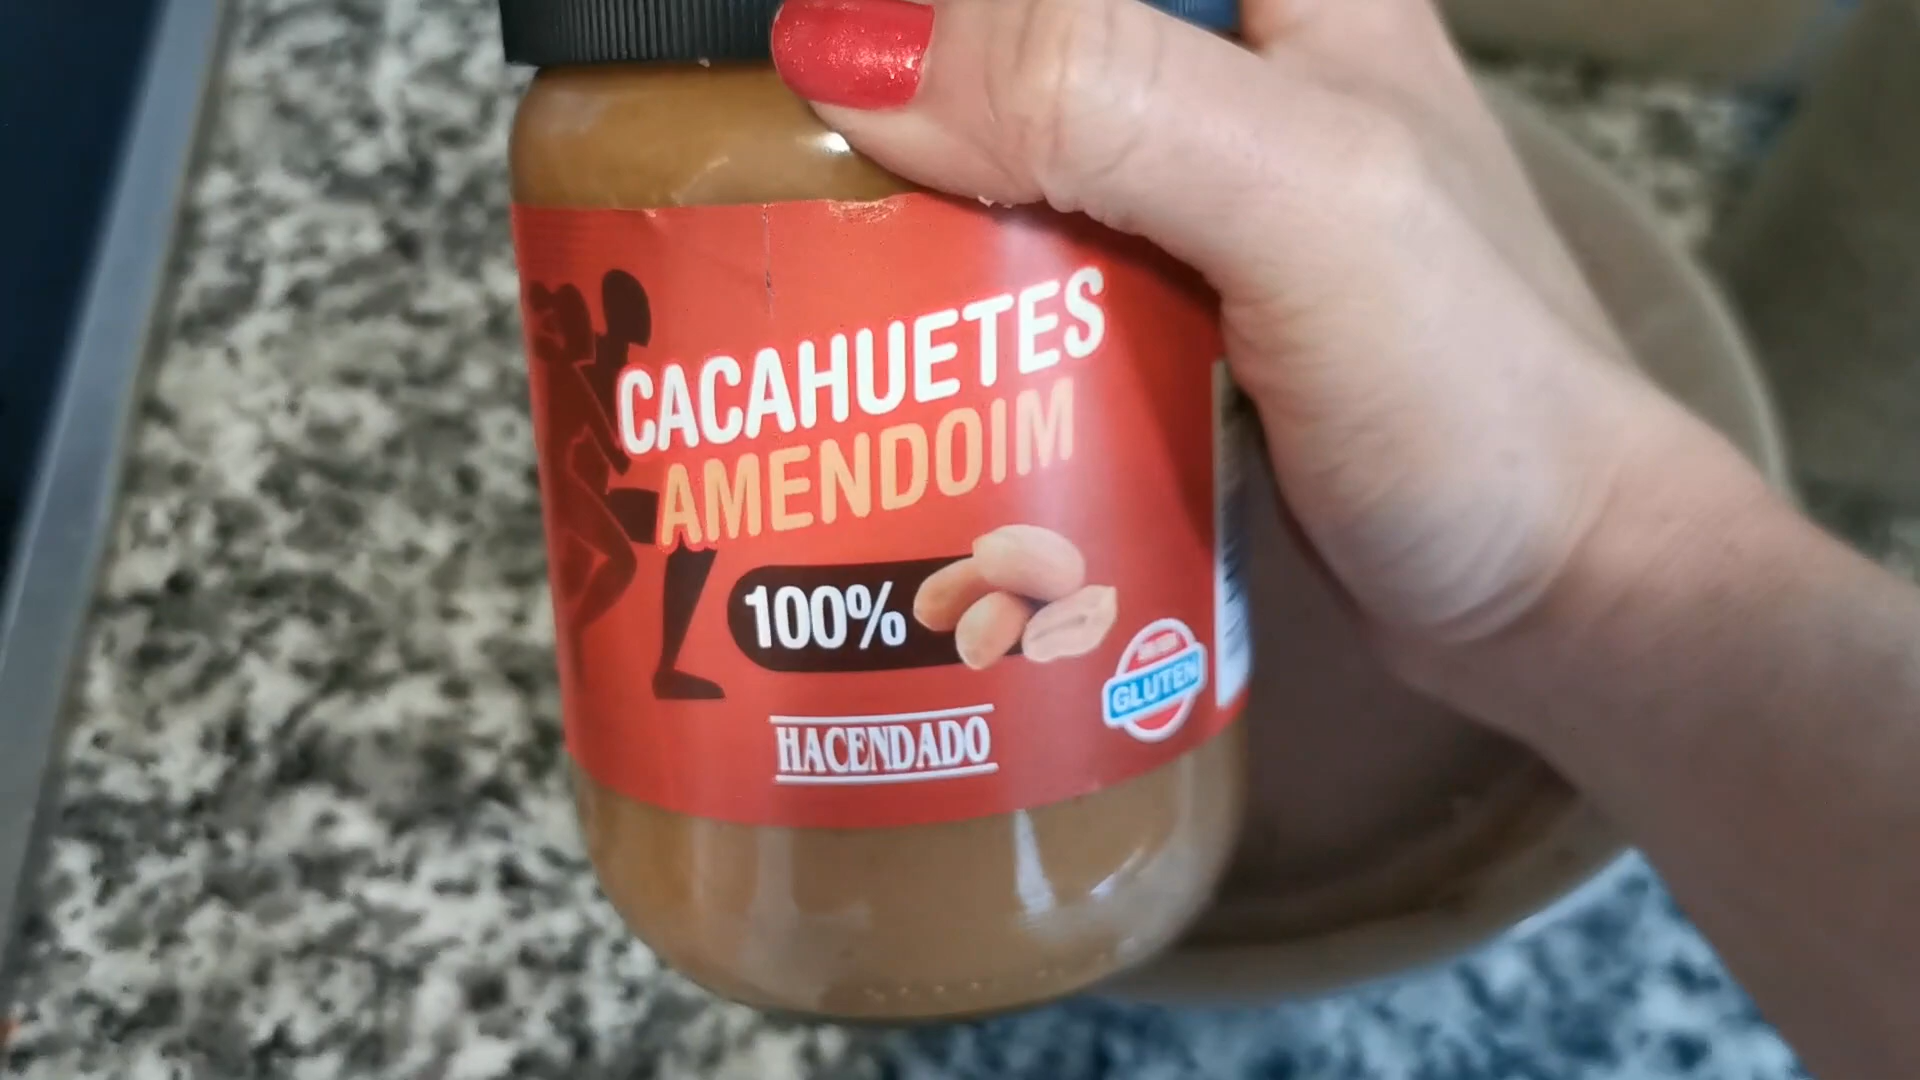 CACAHUETES
AMENDOIM
100%
GLUTEN
HACENDADO